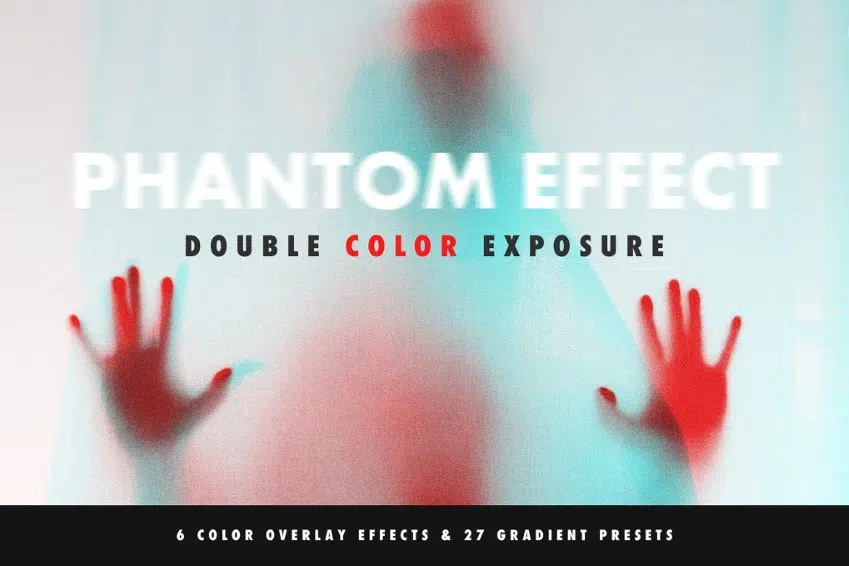 PHANTOM EFFECT
DOUBLE COLOR EXPOSURE
6 COLOR OVERLAY EFFECTS & 27 GRADIENT PRESETS